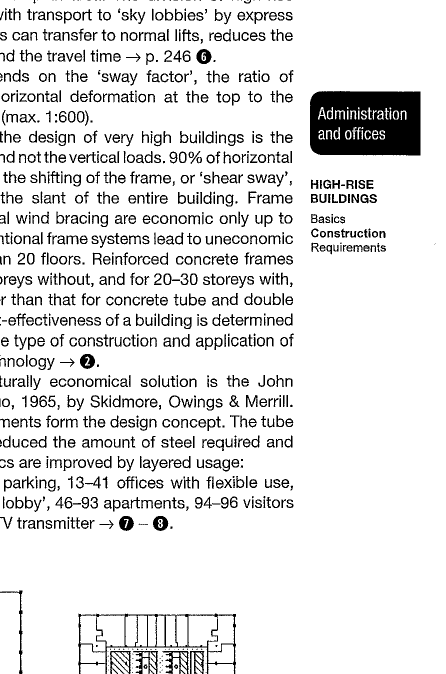 with transport to ‘sky lobbies’ by express
s can transfer to normal lifts, reduces the
nd the travel time → p. 246 ❻.
ends on the ‘sway factor’, the ratio of
orizontal deformation at the top to the
(max. 1:600).
the design of very high buildings is the
nd not the vertical loads. 90% of horizontal
the shifting of the frame, or ‘shear sway’,
the slant of the entire building. Frame
al wind bracing are economic only up to
ntional frame systems lead to uneconomic
an 20 floors. Reinforced concrete frames
oreys without, and for 20–30 storeys with,
r than that for concrete tube and double
t-effectiveness of a building is determined
e type of construction and application of
hnology → ❷.
turally economical solution is the John
o, 1965, by Skidmore, Owings & Merrill.
ments form the design concept. The tube
educed the amount of steel required and
cs are improved by layered usage:
parking, 13–41 offices with flexible use,
lobby’, 46–93 apartments, 94–96 visitors
V transmitter → ❼ – ❽.
Administration
and offices
HIGH-RISE
BUILDINGS
Basics
Construction
Requirements